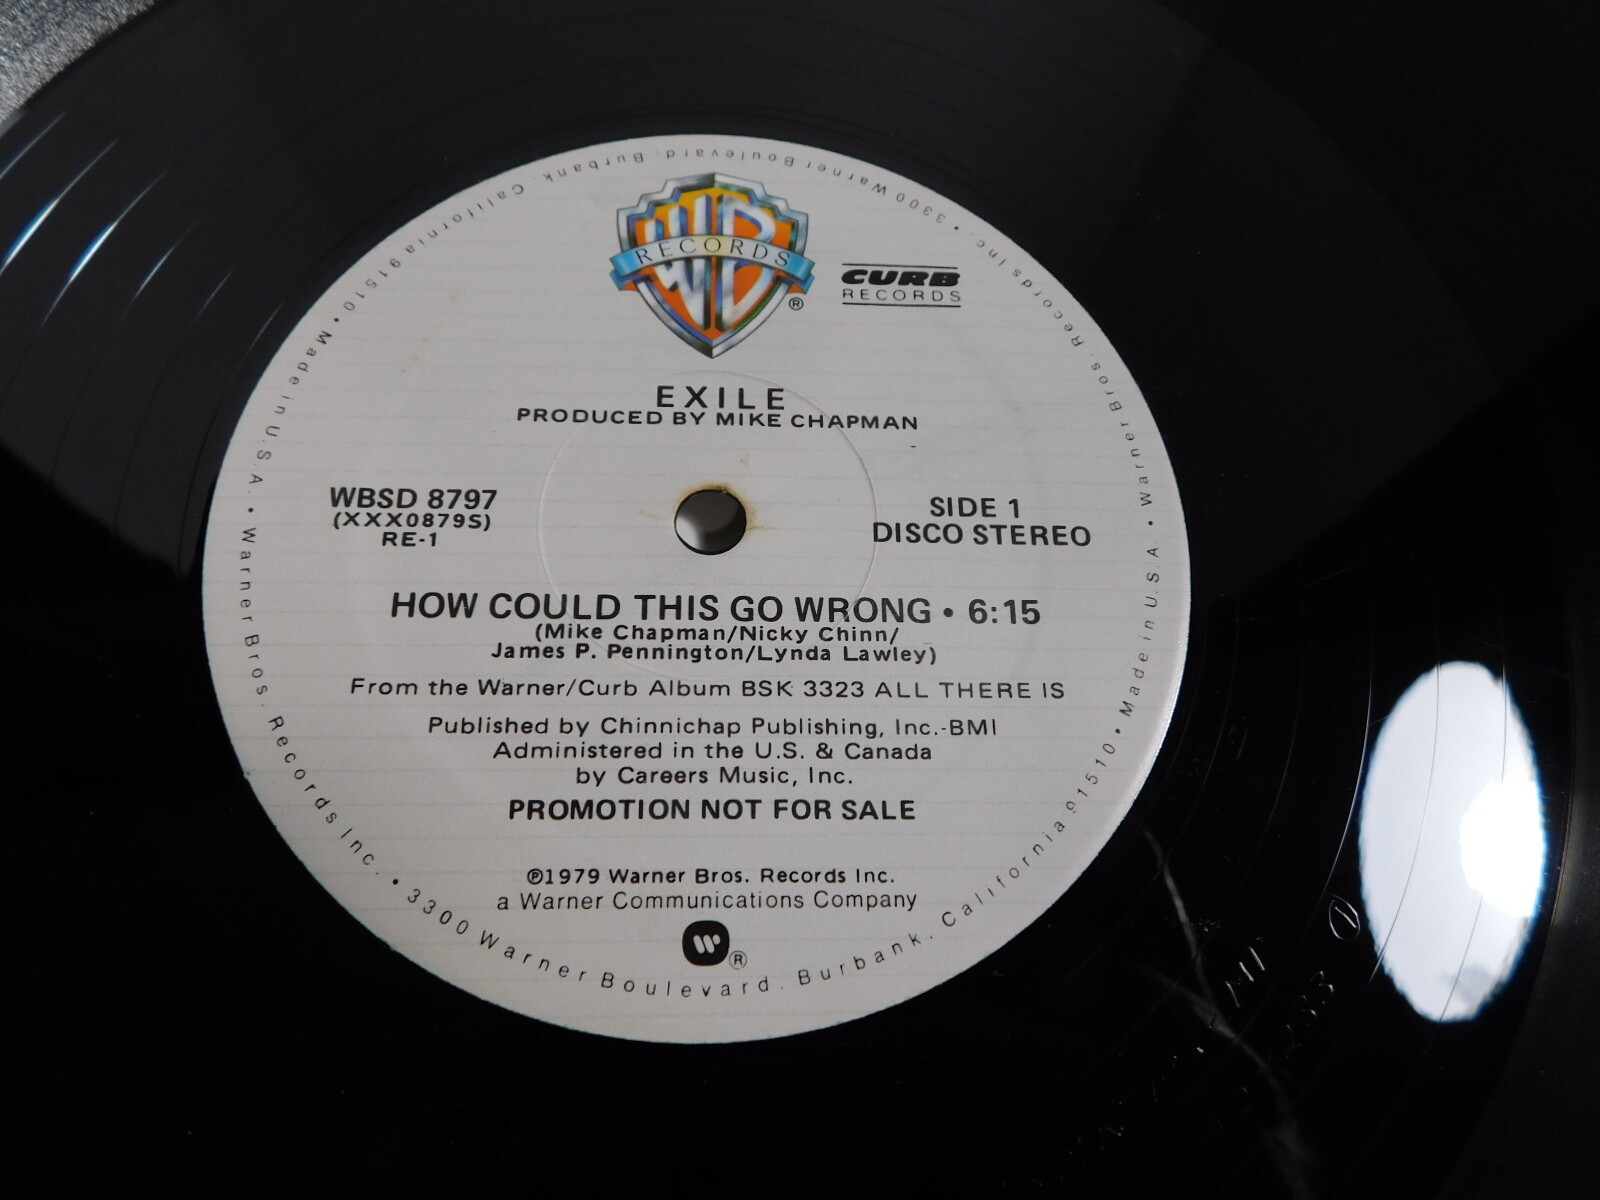 WB
RECORDS
®
CURB
RECORDS
EXILE
PRODUCED BY MIKE CHAPMAN
WBSD 8797
(XXX0879S)
RE-1
SIDE 1
DISCO STEREO
HOW COULD THIS GO WRONG • 6:15
(Mike Chapman/Nicky Chinn/
James P. Pennington/Lynda Lawley)
From the Warner/Curb Album BSK 3323 ALL THERE IS
Published by Chinnichap Publishing, Inc.-BMI
Administered in the U.S. & Canada
by Careers Music, Inc.
PROMOTION NOT FOR SALE
℗1979 Warner Bros. Records Inc.
a Warner Communications Company
®
Warner Bros. Records Inc. • 3300 Warner Boulevard. Burbank. California 91510 • Made in U.S.A. • Warner Bros. Records Inc. • 3300 Warner Boulevard. Burbank. California 91510 • Made in U.S.A. •